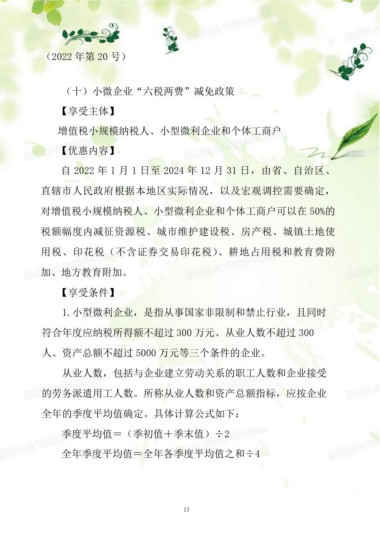 （2022 年第 20 号）
（十）小微企业“六税两费”减免政策
【享受主体】
增值税小规模纳税人、小型微利企业和个体工商户
【优惠内容】
自 2022 年 1 月 1 日至 2024 年 12 月 31 日，由省、自治区、
直辖市人民政府根据本地区实际情况，以及宏观调控需要确定，
对增值税小规模纳税人、小型微利企业和个体工商户可以在 50%的
税额幅度内减征资源税、城市维护建设税、房产税、城镇土地使
用税、印花税（不含证券交易印花税）、耕地占用税和教育费附
加、地方教育附加。
【享受条件】
1.小型微利企业，是指从事国家非限制和禁止行业，且同时
符合年度应纳税所得额不超过 300 万元、从业人数不超过 300
人、资产总额不超过 5000 万元等三个条件的企业。
从业人数，包括与企业建立劳动关系的职工人数和企业接受
的劳务派遣用工人数。所称从业人数和资产总额指标，应按企业
全年的季度平均值确定。具体计算公式如下：
季度平均值＝（季初值＋季末值）÷2
全年季度平均值＝全年各季度平均值之和÷4
13